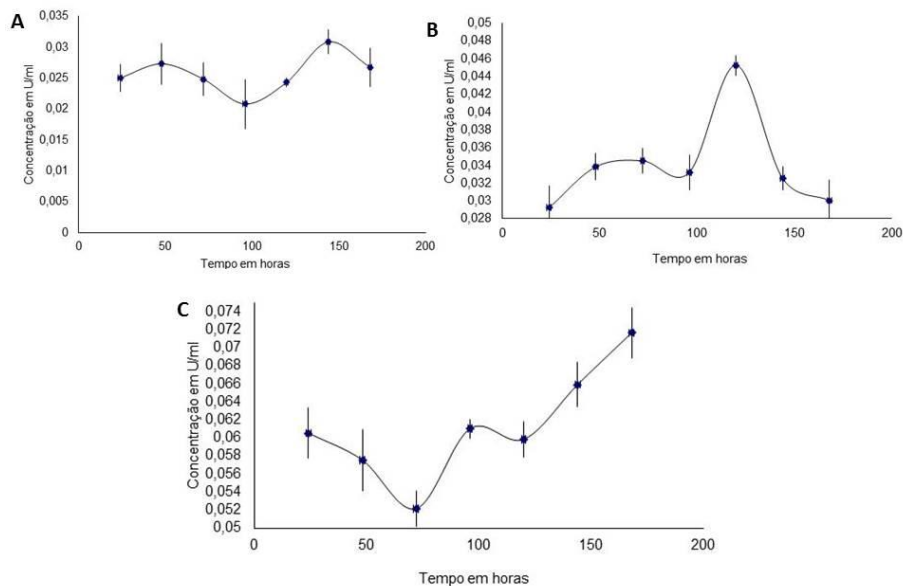 A
Concentração em U/ml
0,035
0,03
0,025
0,02
0,015
0,01
0,005
0
0 50 100 150 200
Tempo em horas
B
Concentração em U/ml
0,05
0,048
0,046
0,044
0,042
0,04
0,038
0,036
0,034
0,032
0,03
0,028
0 50 100 150 200
Tempo em horas
C
Concentração em U/ml
0,074
0,072
0,07
0,068
0,066
0,064
0,062
0,06
0,058
0,056
0,054
0,052
0,05
0 50 100 150 200
Tempo em horas